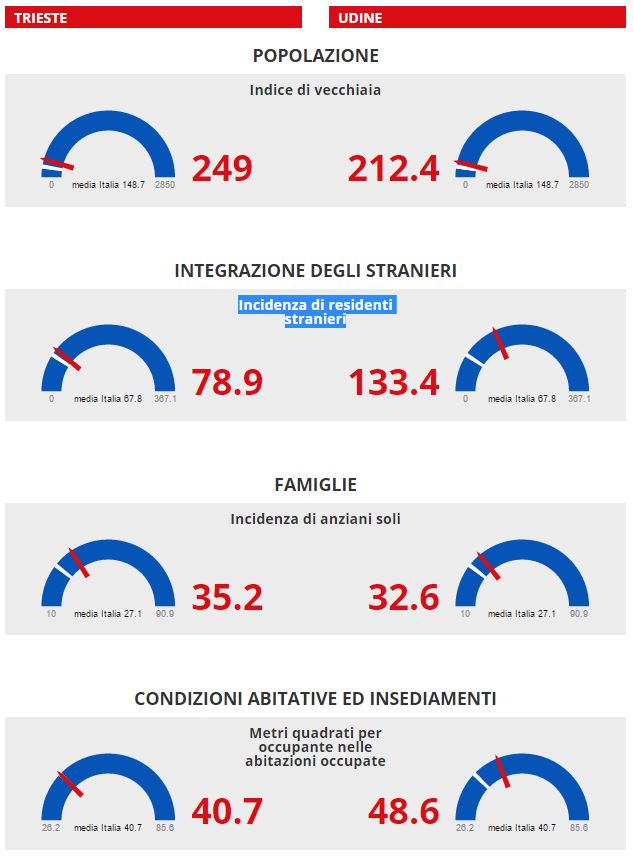 TRIESTE
UDINE
POPOLAZIONE
Indice di vecchiaia
249
212.4
0 media Italia 148.7 2850
0 media Italia 148.7 2850
INTEGRAZIONE DEGLI STRANIERI
Incidenza di residenti
stranieri
78.9
133.4
0 media Italia 67.8 367.1
0 media Italia 67.8 367.1
FAMIGLIE
Incidenza di anziani soli
35.2
32.6
10 media Italia 27.1 90.9
10 media Italia 27.1 90.9
CONDIZIONI ABITATIVE ED INSEDIAMENTI
Metri quadrati per
occupante nelle
abitazioni occupate
40.7
48.6
26.2 media Italia 40.7 85.6
26.2 media Italia 40.7 85.6